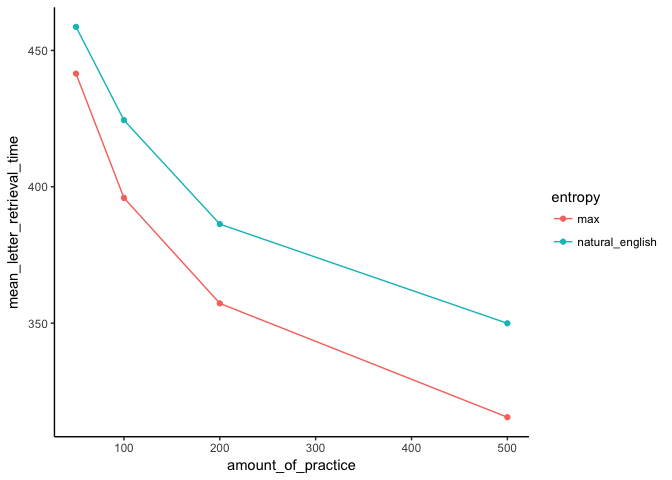 450
400
350
mean_letter_retrieval_time
100 200 300 400 500
amount_of_practice
entropy
max
natural_english